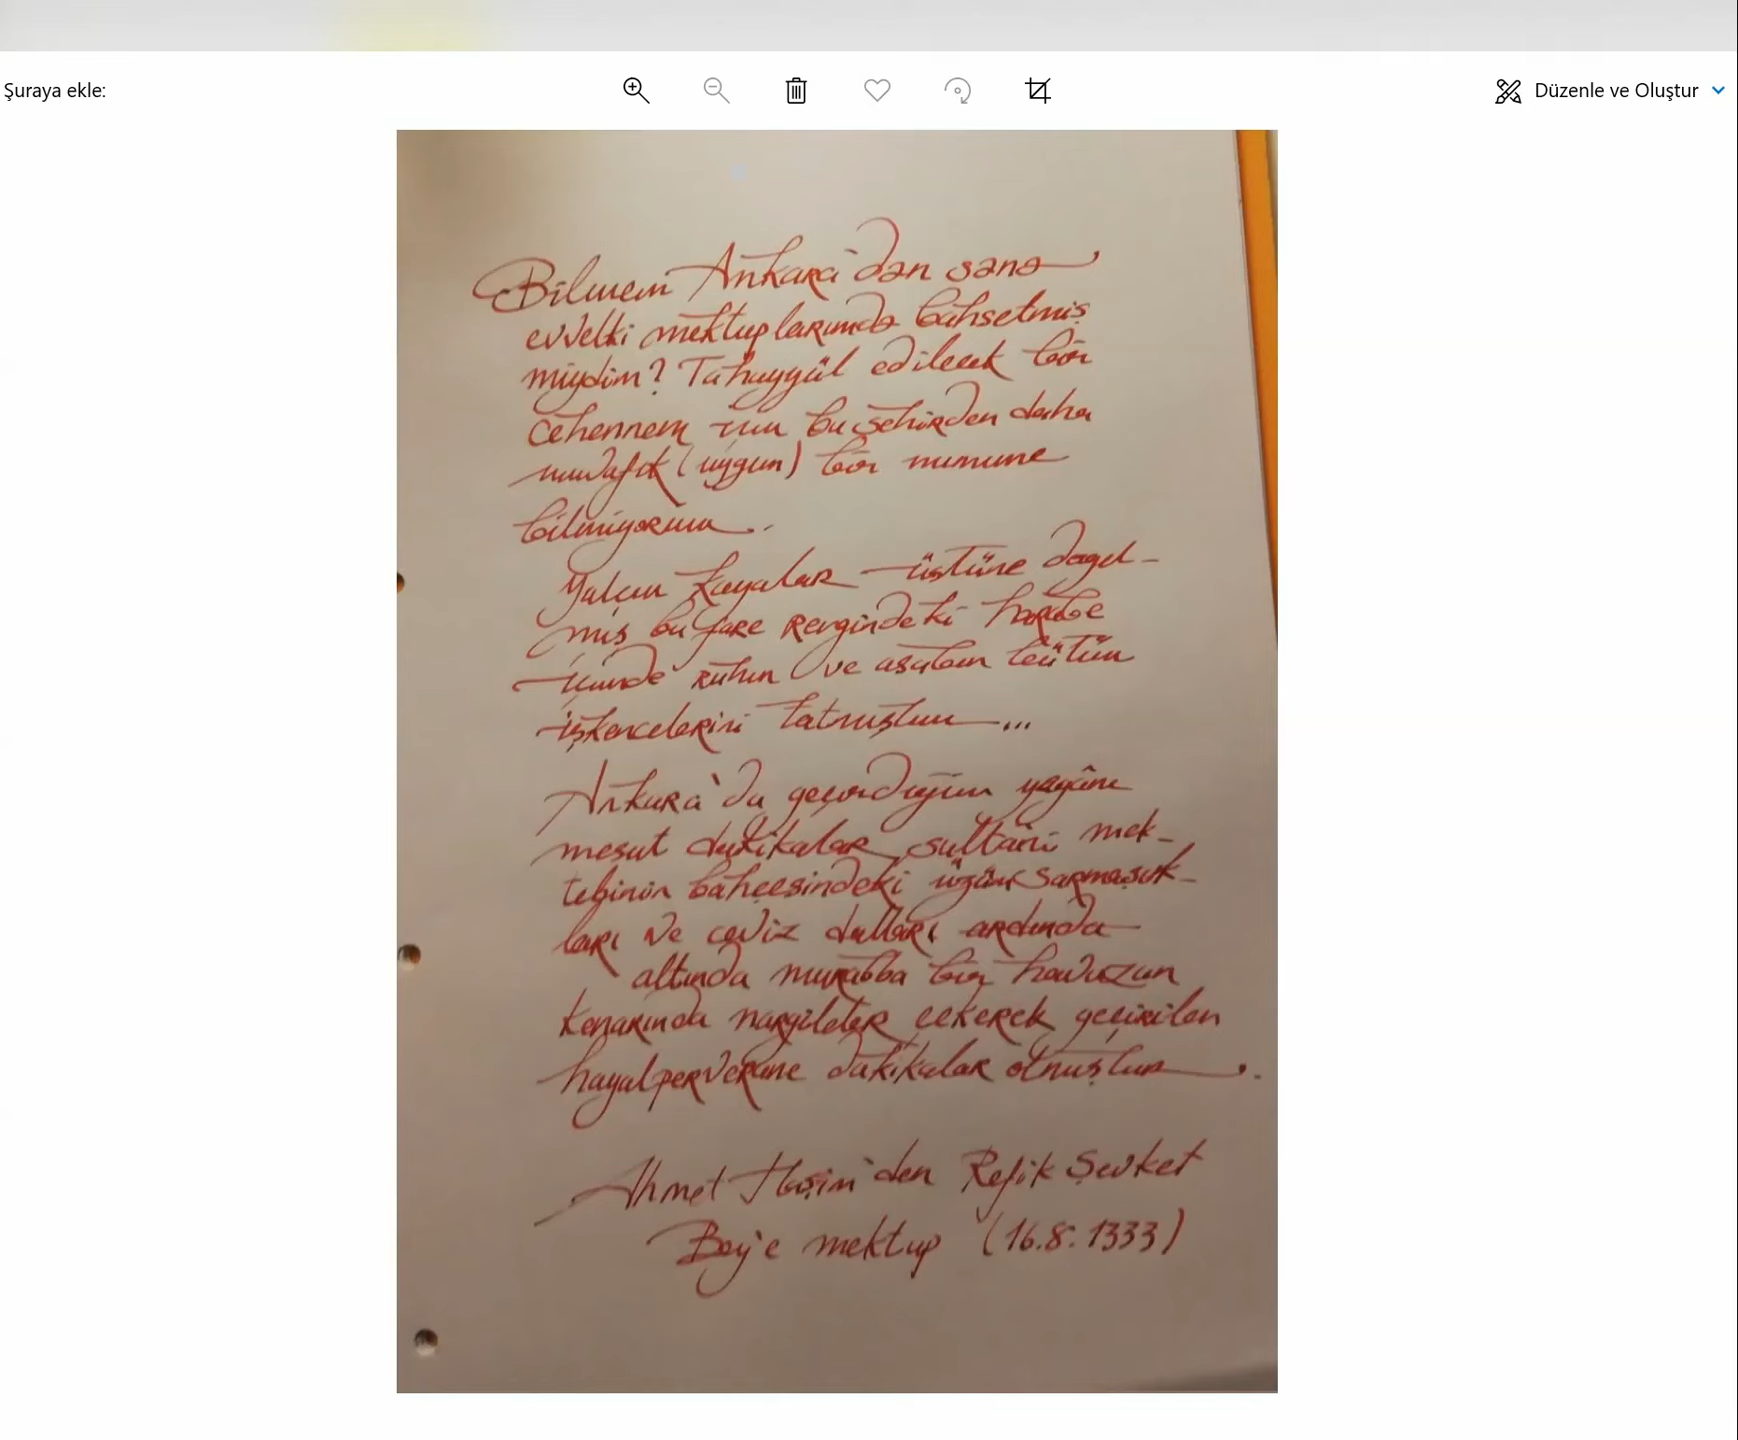 Şuraya ekle:
Düzenle ve Oluştur
Bilmem Ankara'dan sana
evvelki mektuplarımda bahsetmiş
miydim? Tahayyül edilecek bir
cehennem için bu şehirden daha
muvafık (uygun) bir numune
bilmiyorum..
Yalçın kayalar üstüne dağıl-
mış bu fare rengindeki harabe
içinde ruhun ve asabın bütün
işkencelerini tatmıştım...
Ankara'da geçirdiğim yegâne
mesut dakikalar, sultani mek-
tebinin bahçesindeki üzüm sarmaşık-
ları ve ceviz dalları ardında
altında murabba bir havuzun
kenarında nargileler çekerek geçirilen
hayalperverane dakikalar olmuştur..
Ahmet Haşim'den Refik Şevket
Bey'e mektup (16.8.1333)